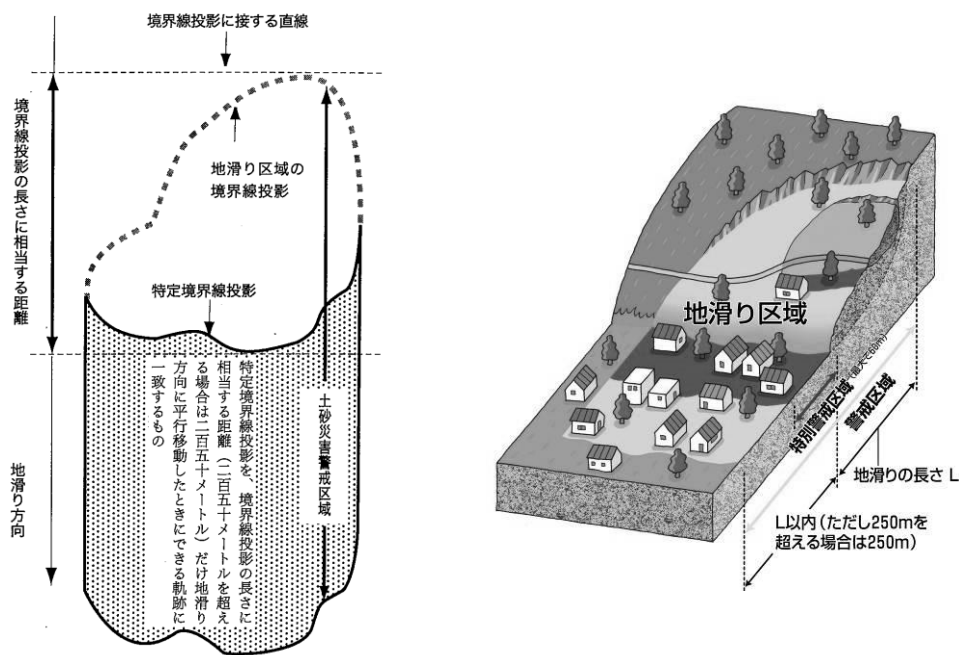 境界線投影に接する直線
境界線投影の長さに相当する距離
地滑り区域の
境界線投影
特定境界線投影
特定境界線投影を、境界線投影の長さに
相当する距離（二百五十メートルを超え
る場合は二百五十メートル）だけ地滑り
方向に平行移動したときにできる軌跡に
一致するもの
土砂災害警戒区域
地滑り方向
地滑り区域
特別警戒区域（最大で60m）
警戒区域
地滑りの長さ L
L以内（ただし250mを
超える場合は250m）